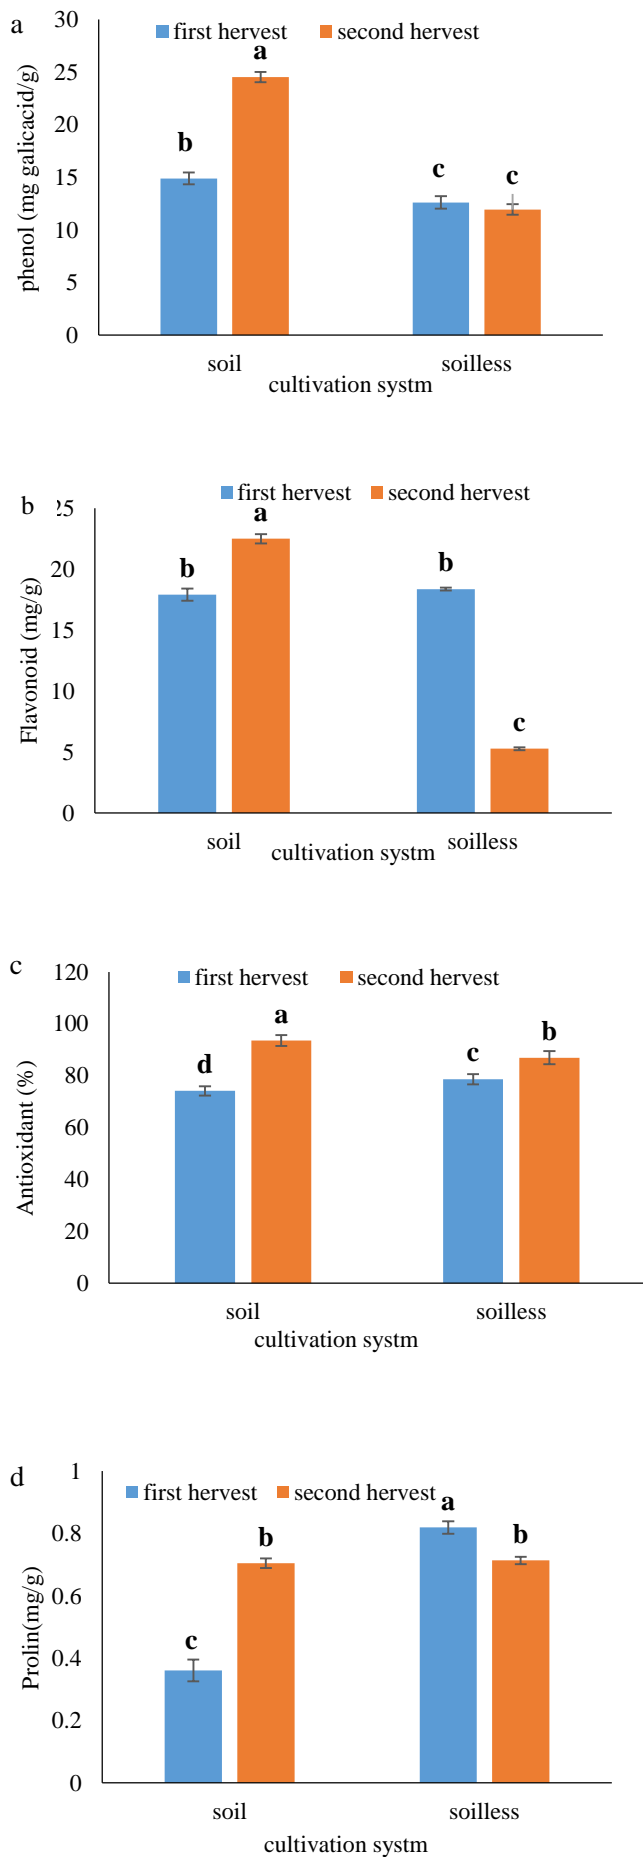 a
30
first hervest second hervest
a
25
20
b
15
c c
10
5
0
phenol (mg galicacid/g)
soil soilless
cultivation systm
b
first hervest second hervest
25
a
20
b b
15
10
5
c
0
Flavonoid (mg/g)
soil soilless
cultivation systm
c
120
first hervest second hervest
100
a
b
d c
80
60
40
20
0
Antioxidant (%)
soil soilless
cultivation systm
d
1
first hervest second hervest
a
0.8
b b
0.6
0.4
c
0.2
0
Prolin(mg/g)
soil soilless
cultivation systm